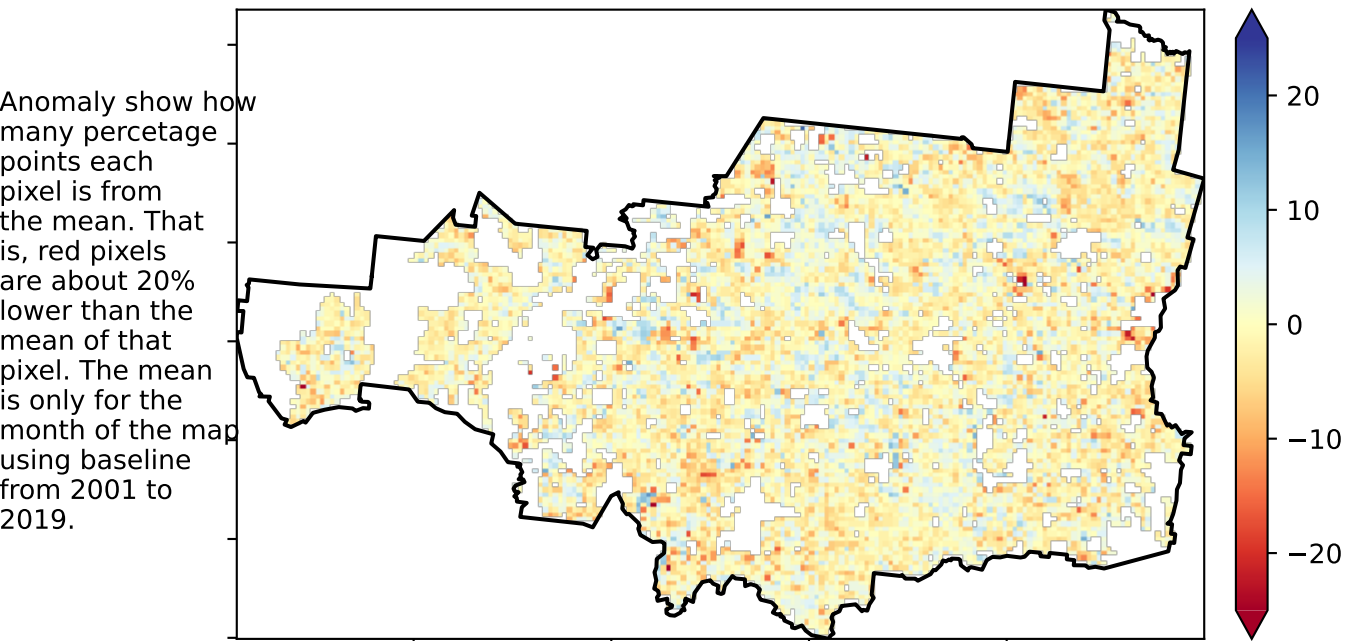 Anomaly show how
many percetage
points each
pixel is from
the mean. That
is, red pixels
are about 20%
lower than the
mean of that
pixel. The mean
is only for the
month of the map
using baseline
from 2001 to
2019.
20
10
0
−10
−20